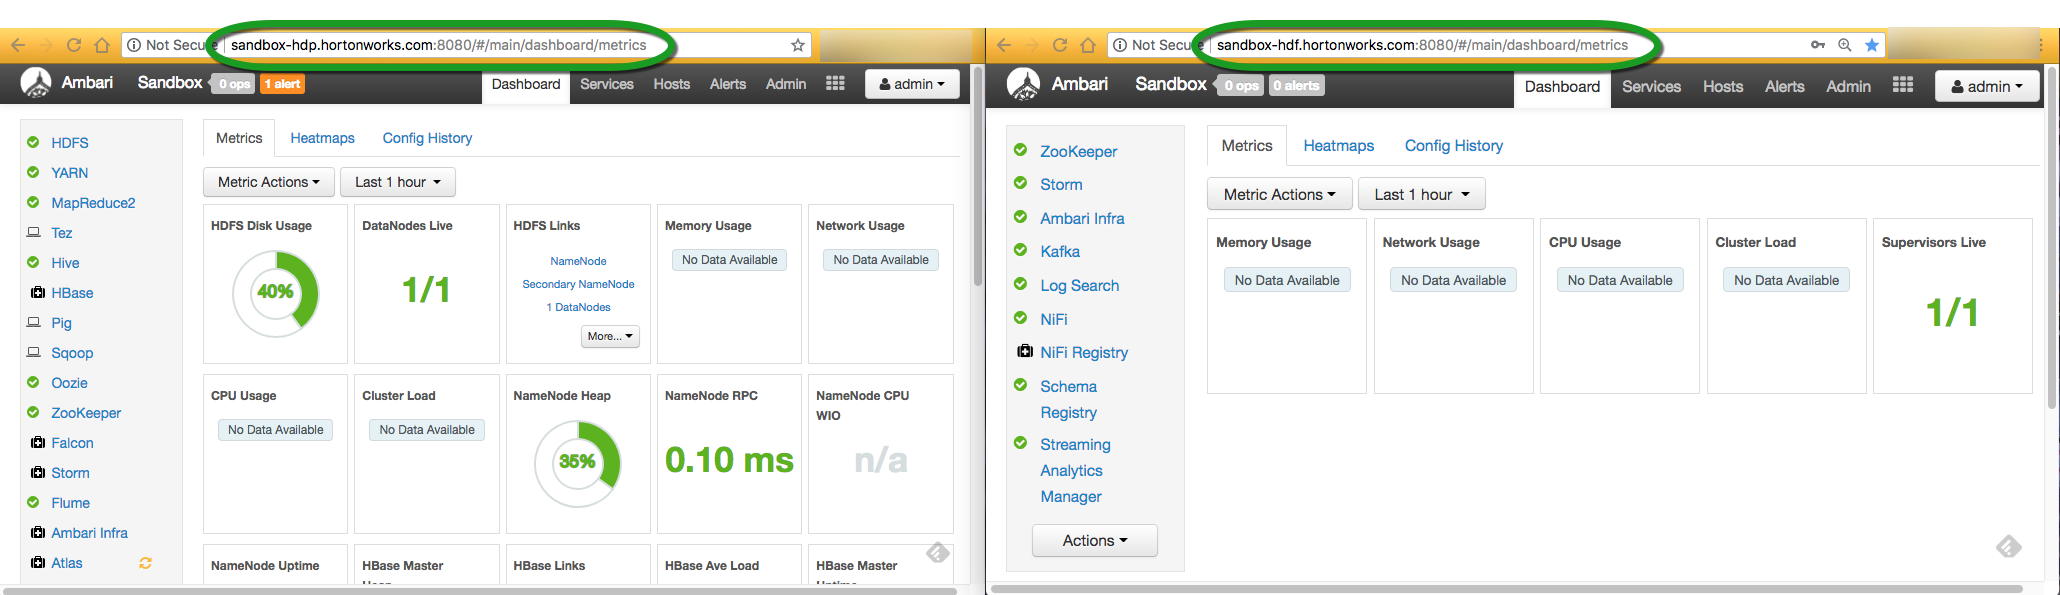 Not Secure sandbox-hdp.hortonworks.com:8080/#/main/dashboard/metrics
Ambari Sandbox 0 ops 1 alert Dashboard Services Hosts Alerts Admin admin
HDFS
YARN
MapReduce2
Tez
Hive
HBase
Pig
Sqoop
Oozie
ZooKeeper
Falcon
Storm
Flume
Ambari Infra
Atlas
Metrics Heatmaps Config History
Metric Actions Last 1 hour
HDFS Disk Usage
40%
DataNodes Live
1/1
HDFS Links
NameNode
Secondary NameNode
1 DataNodes
More...
Memory Usage
No Data Available
Network Usage
No Data Available
CPU Usage
No Data Available
Cluster Load
No Data Available
NameNode Heap
35%
NameNode RPC
0.10 ms
NameNode CPU
WIO
n/a
NameNode Uptime
HBase Master
HBase Links
HBase Ave Load
HBase Master
Not Secure sandbox-hdf.hortonworks.com:8080/#/main/dashboard/metrics
Ambari Sandbox 0 ops 0 alerts Dashboard Services Hosts Alerts Admin admin
ZooKeeper
Storm
Ambari Infra
Kafka
Log Search
NiFi
NiFi Registry
Schema
Registry
Streaming
Analytics
Manager
Actions
Metrics Heatmaps Config History
Metric Actions Last 1 hour
Memory Usage
No Data Available
Network Usage
No Data Available
CPU Usage
No Data Available
Cluster Load
No Data Available
Supervisors Live
1/1